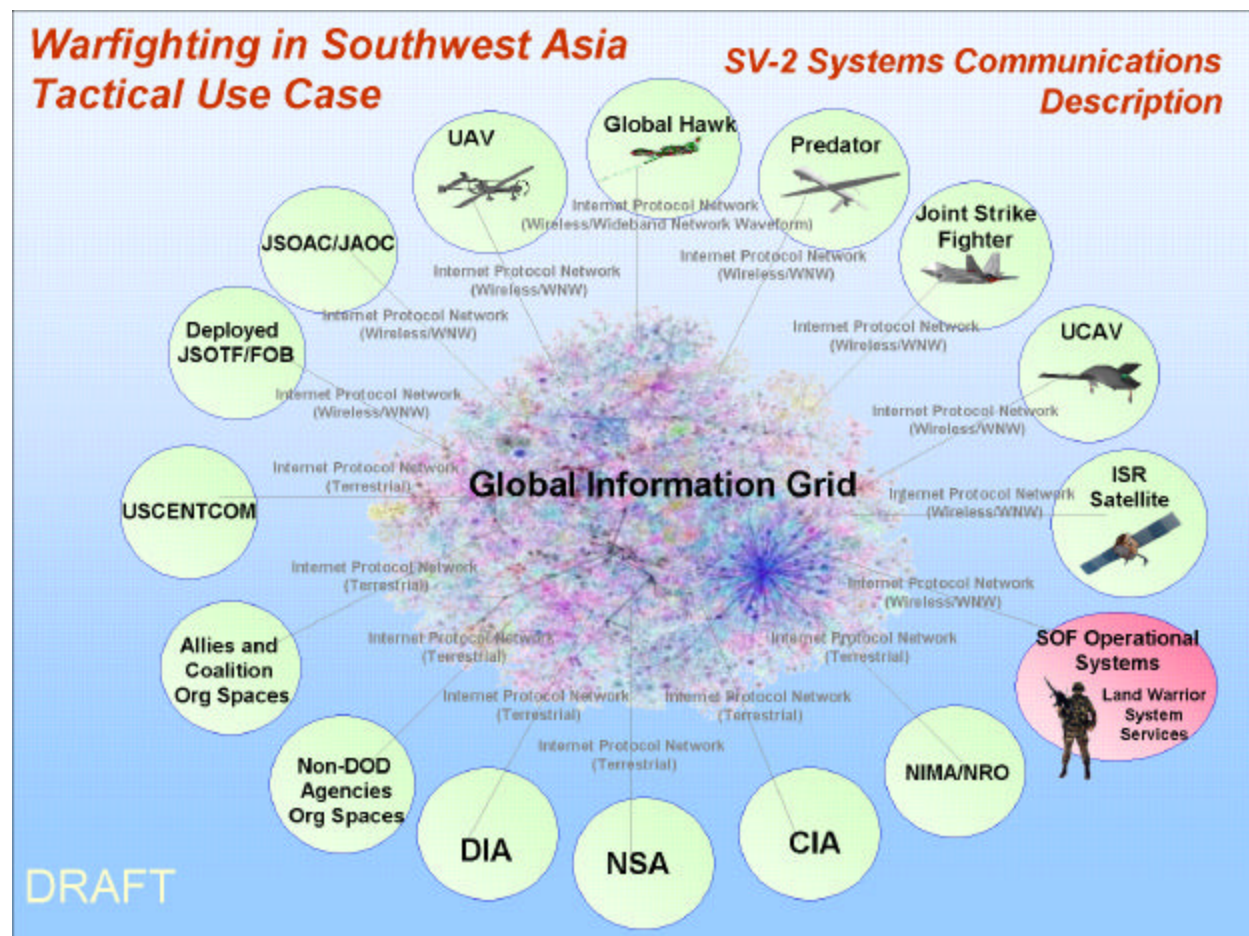 Warfighting in Southwest Asia
Tactical Use Case
SV-2 Systems Communications
Description
UAV
Global Hawk
Predator
JSOAC/JAOC
Joint Strike
Fighter
Internet Protocol Network
(Wireless/Wideband Network Waveform)
Internet Protocol Network
(Wireless/WNW)
Internet Protocol Network
(Wireless/WNW)
Internet Protocol Network
(Wireless/WNW)
Internet Protocol Network
(Wireless/WNW)
Deployed
JSOTF/FOB
UCAV
Internet Protocol Network
(Wireless/WNW)
Internet Protocol Network
(Wireless/WNW)
Internet Protocol Network
(Terrestrial)
Global Information Grid
ISR
Satellite
Internet Protocol Network
(Wireless/WNW)
USCENTCOM
Internet Protocol Network
(Terrestrial)
Internet Protocol Network
(Wireless/WNW)
Allies and
Coalition
Org Spaces
Internet Protocol Network
(Terrestrial)
Internet Protocol Network
(Terrestrial)
SOF Operational
Systems
Land Warrior
System
Services
Internet Protocol Network
(Terrestrial)
Internet Protocol Network
(Terrestrial)
Internet Protocol Network
(Terrestrial)
Non-DOD
Agencies
Org Spaces
NIMA/NRO
DIA
NSA
CIA
DRAFT